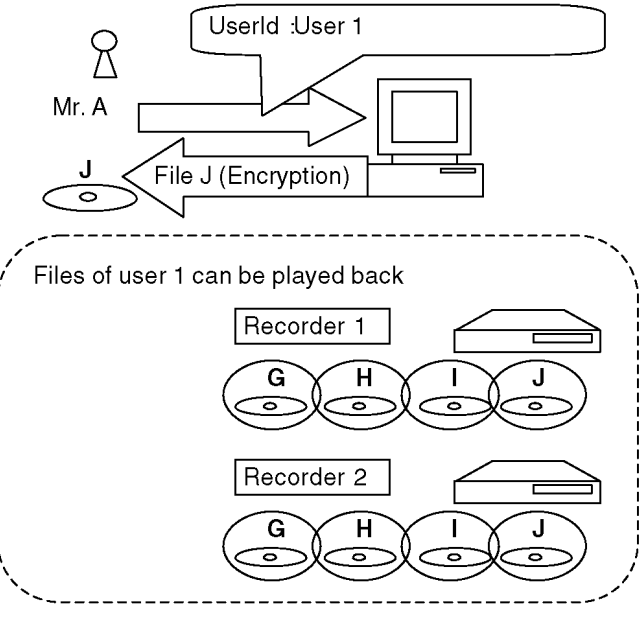 UserId :User 1
Mr. A
J
File J (Encryption)
Files of user 1 can be played back
Recorder 1
G H I J
Recorder 2
G H I J